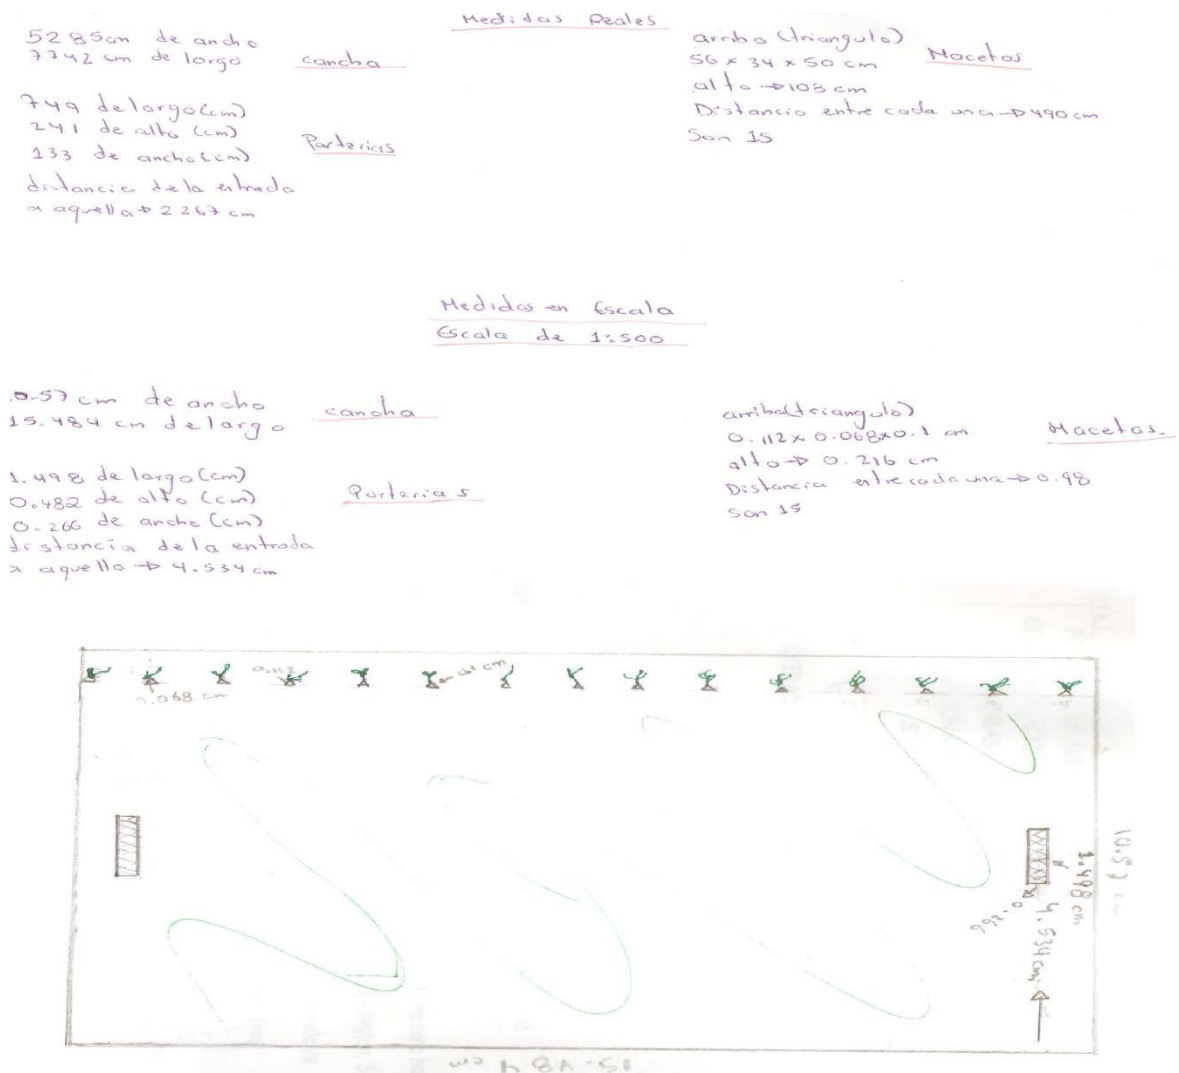 Medidas Reales
5285cm de ancho
7742 cm de largo
cancha
749 de largo (cm)
241 de alto (cm)
133 de ancho (cm)
Porterias
distancia de la entrada
a aquella → 2267 cm
arriba (triangulo)
56 x 34 x 50 cm
alto → 108 cm
Distancia entre cada una → 490 cm
Son 15
Macetas
Medidas en Escala
Escala de 1:500
0.57 cm de ancho
15.484 cm de largo
cancha
1.498 de largo (cm)
0.482 de alto (cm)
0.266 de ancho (cm)
Porterias
distancia de la entrada
a aquella → 4.534 cm
arriba (triangulo)
0.112 x 0.068 x 0.1 cm
alto → 0.216 cm
Distancia entre cada una → 0.98
son 15
Macetas.
0.112
0.1 cm
0.068 cm
10.57 cm
1.498 cm
0.266
4.534 cm
15.484 cm